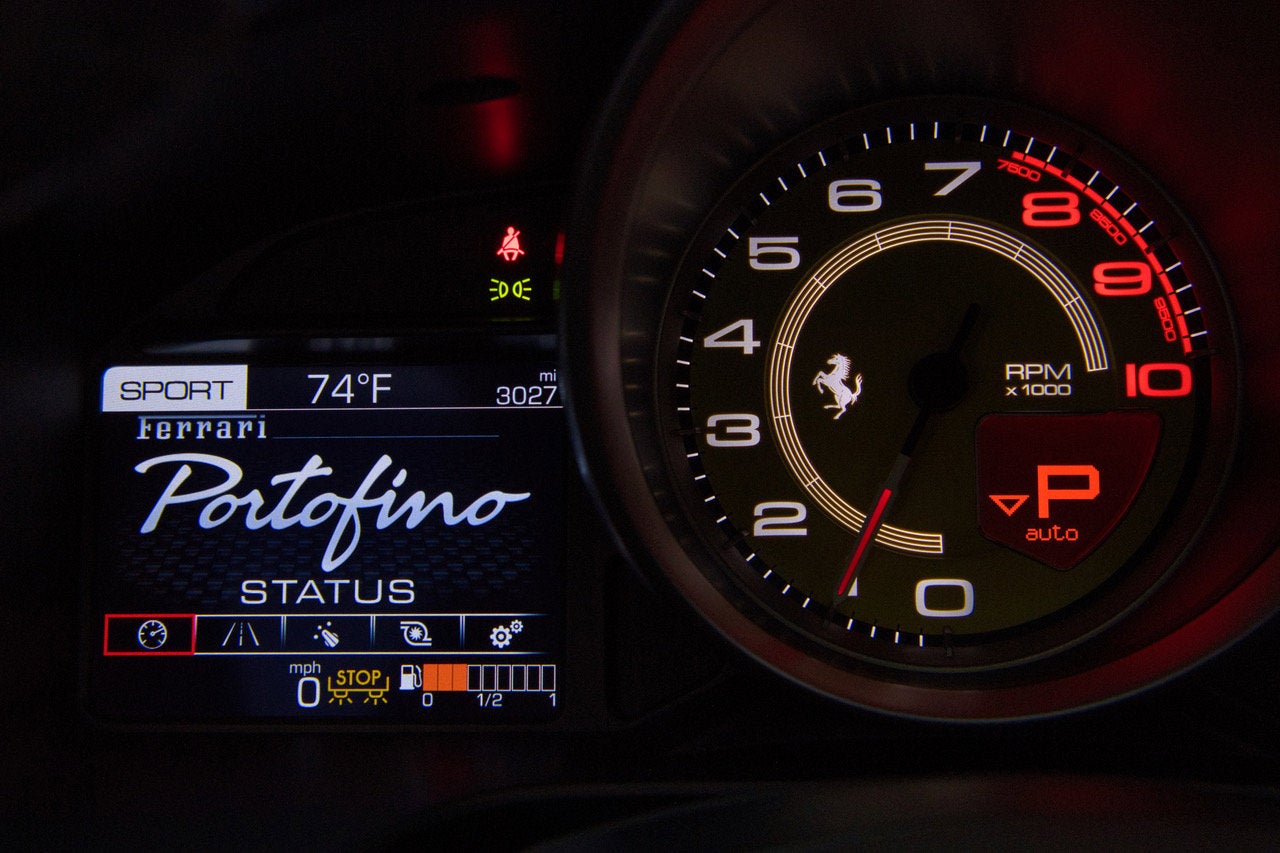 SPORT 74°F mi
3027
Ferrari
Portofino
STATUS
mph
0 STOP
0 1/2 1
0
2
3
4
5
6
7
7500
8
8500
9
9500
10
RPM
x 1000
P
auto